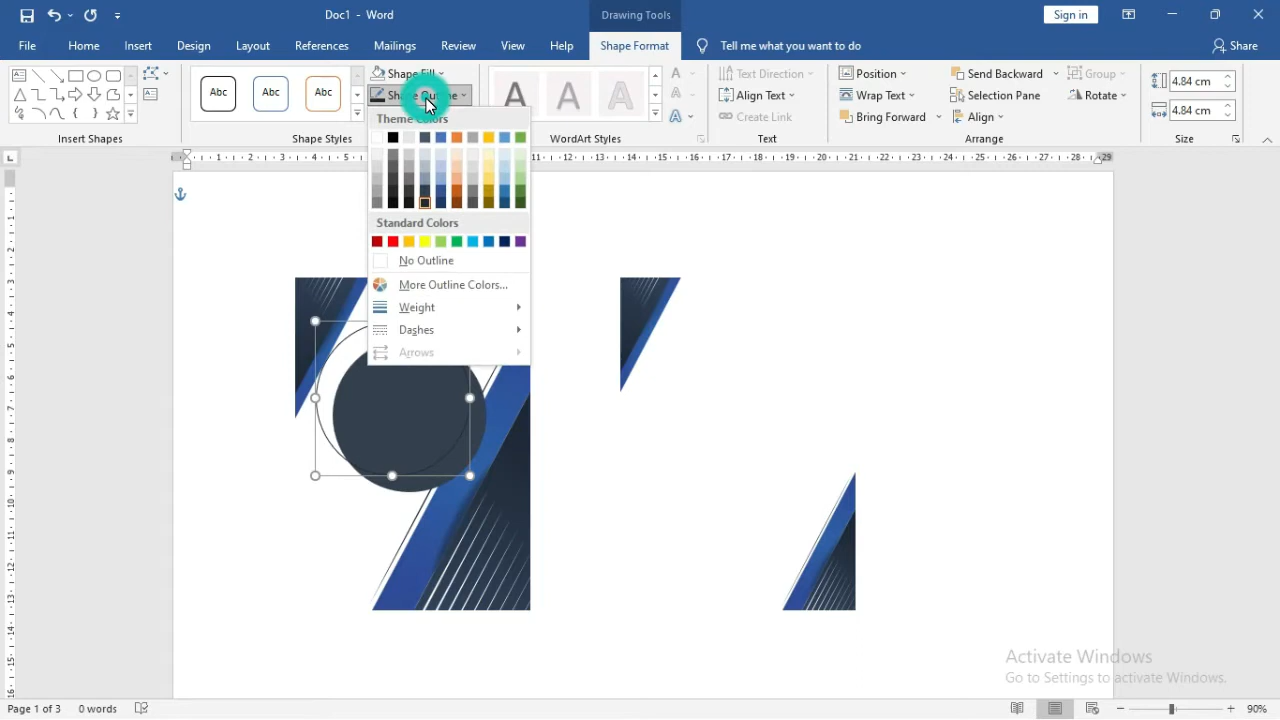 Doc1 - Word
Drawing Tools
Sign in
File
Home
Insert
Design
Layout
References
Mailings
Review
View
Help
Shape Format
Tell me what you want to do
Share
Abc
Abc
Abc
Shape Fill
Shape Outline
A
A
A
A
A
A
Text Direction
Align Text
Create Link
Position
Wrap Text
Bring Forward
Send Backward
Selection Pane
Align
Group
Rotate
4.84 cm
4.84 cm
Insert Shapes
Shape Styles
WordArt Styles
Text
Arrange
Size
Theme Colors
Standard Colors
No Outline
More Outline Colors...
Weight
Dashes
Arrows
Activate Windows
Go to Settings to activate Windows.
Page 1 of 3
0 words
90%